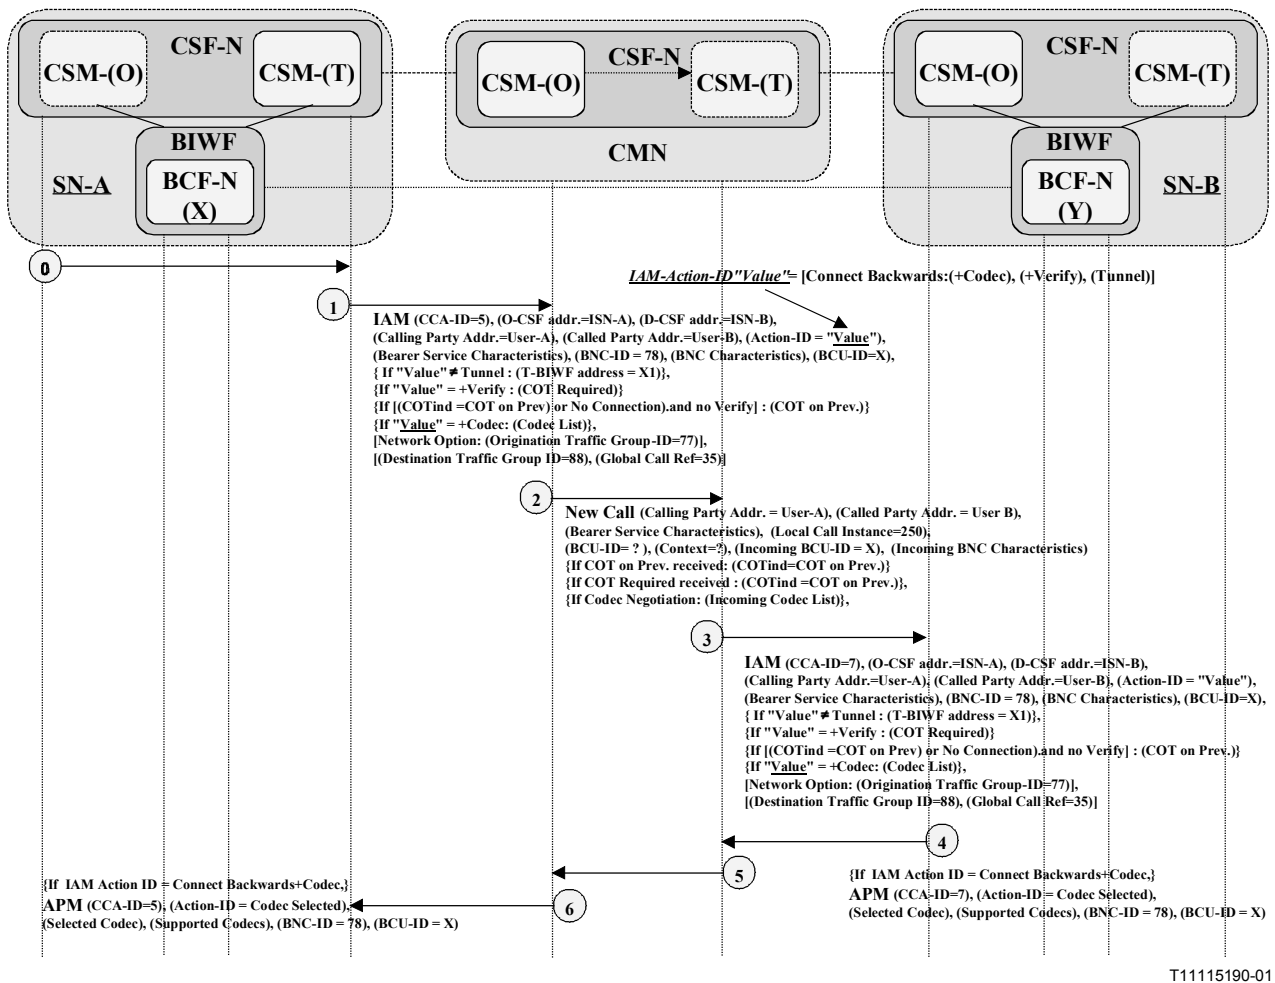 CSF-N
CSM-(O)
CSM-(T)
BIWF
BCF-N
(X)
SN-A
CSF-N
CSM-(O)
CSM-(T)
CMN
CSF-N
CSM-(O)
CSM-(T)
BIWF
BCF-N
(Y)
SN-B
0
IAM-Action-ID"Value"= [Connect Backwards:(+Codec), (+Verify), (Tunnel)]
1
IAM (CCA-ID=5), (O-CSF addr.=ISN-A), (D-CSF addr.=ISN-B),
(Calling Party Addr.=User-A), (Called Party Addr.=User-B), (Action-ID = "Value"),
(Bearer Service Characteristics), (BNC-ID = 78), (BNC Characteristics), (BCU-ID=X),
{ If "Value"≠Tunnel : (T-BIWF address = X1)},
{If "Value" = +Verify : (COT Required)}
{If [(COTind =COT on Prev) or No Connection).and no Verify] : (COT on Prev.)}
{If "Value" = +Codec: (Codec List)},
[Network Option: (Origination Traffic Group-ID=77)],
[(Destination Traffic Group ID=88), (Global Call Ref=35)]
2
New Call (Calling Party Addr. = User-A), (Called Party Addr. = User B),
(Bearer Service Characteristics), (Local Call Instance=250),
(BCU-ID= ? ), (Context=?), (Incoming BCU-ID = X), (Incoming BNC Characteristics)
{If COT on Prev. received: (COTind=COT on Prev.)}
{If COT Required received : (COTind =COT on Prev.)},
{If Codec Negotiation: (Incoming Codec List)},
3
IAM (CCA-ID=7), (O-CSF addr.=ISN-A), (D-CSF addr.=ISN-B),
(Calling Party Addr.=User-A), (Called Party Addr.=User-B), (Action-ID = "Value"),
(Bearer Service Characteristics), (BNC-ID = 78), (BNC Characteristics), (BCU-ID=X),
{ If "Value"≠Tunnel : (T-BIWF address = X1)},
{If "Value" = +Verify : (COT Required)}
{If [(COTind =COT on Prev) or No Connection).and no Verify] : (COT on Prev.)}
{If "Value" = +Codec: (Codec List)},
[Network Option: (Origination Traffic Group-ID=77)],
[(Destination Traffic Group ID=88), (Global Call Ref=35)]
4
{If IAM Action ID = Connect Backwards+Codec,}
APM (CCA-ID=7), (Action-ID = Codec Selected),
(Selected Codec), (Supported Codecs), (BNC-ID = 78), (BCU-ID = X)
5
6
{If IAM Action ID = Connect Backwards+Codec,}
APM (CCA-ID=5), (Action-ID = Codec Selected),
(Selected Codec), (Supported Codecs), (BNC-ID = 78), (BCU-ID = X)
T11115190-01